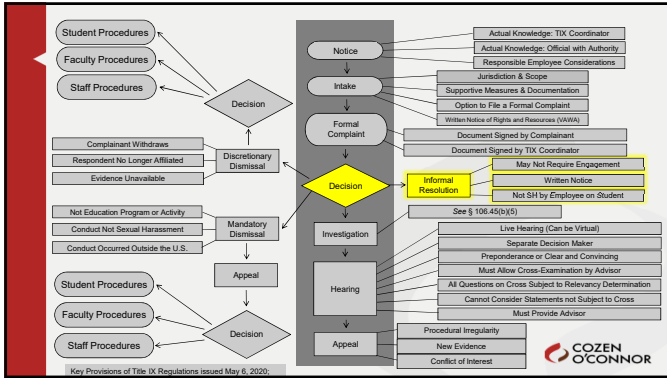 Student Procedures
Faculty Procedures
Staff Procedures
Decision
Complainant Withdraws
Respondent No Longer Affiliated
Evidence Unavailable
Discretionary
Dismissal
Not Education Program or Activity
Conduct Not Sexual Harassment
Conduct Occurred Outside the U.S.
Mandatory
Dismissal
Appeal
Student Procedures
Faculty Procedures
Staff Procedures
Decision
Key Provisions of Title IX Regulations issued May 6, 2020;
Notice
Actual Knowledge: TIX Coordinator
Actual Knowledge: Official with Authority
Responsible Employee Considerations
Intake
Jurisdiction & Scope
Supportive Measures & Documentation
Option to File a Formal Complaint
Written Notice of Rights and Resources (VAWA)
Formal
Complaint
Document Signed by Complainant
Document Signed by TIX Coordinator
Decision
Informal
Resolution
May Not Require Engagement
Written Notice
Not SH by Employee on Student
Investigation
See § 106.45(b)(5)
Hearing
Live Hearing (Can be Virtual)
Separate Decision Maker
Preponderance or Clear and Convincing
Must Allow Cross-Examination by Advisor
All Questions on Cross Subject to Relevancy Determination
Cannot Consider Statements not Subject to Cross
Must Provide Advisor
Appeal
Procedural Irregularity
New Evidence
Conflict of Interest
COZEN
O'CONNOR